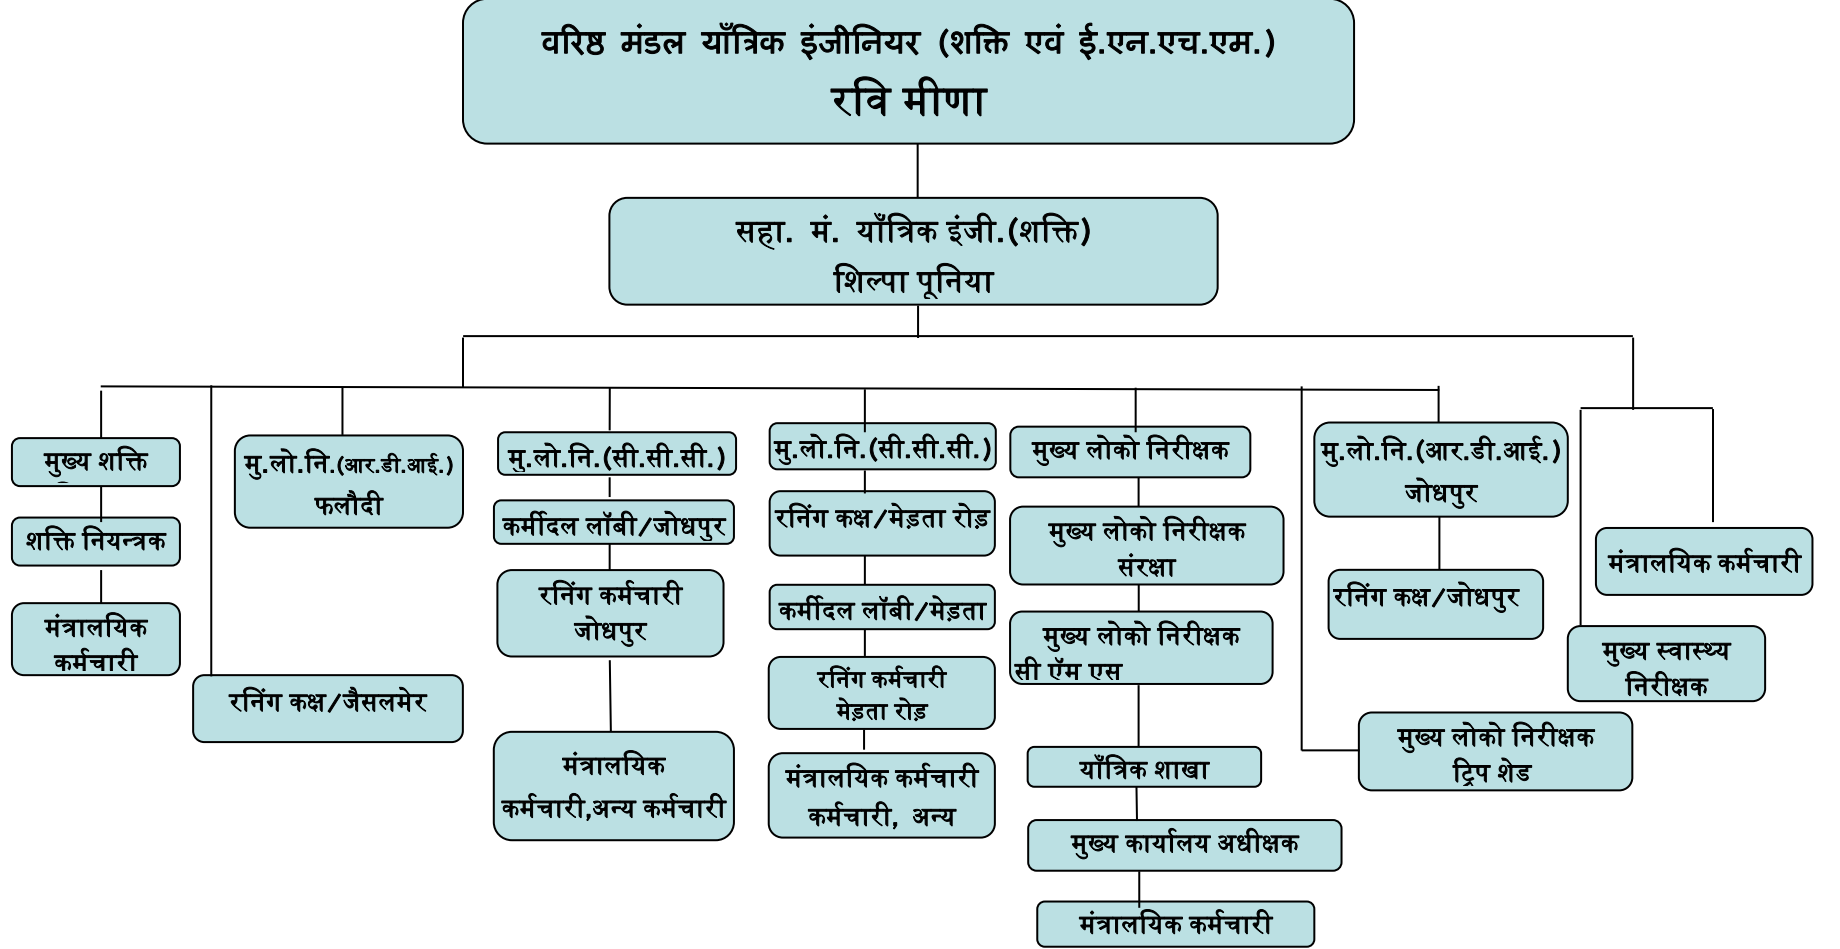 वरिष्ठ मंडल याँत्रिक इंजीनियर (शक्ति एवं ई.एन.एच.एम.)
रवि मीणा
सहा. मं. याँत्रिक इंजी.(शक्ति)
शिल्पा पूनिया
मुख्य शक्ति
शक्ति नियन्त्रक
मंत्रालयिक
कर्मचारी
रनिंग कक्ष/जैसलमेर
मु.लो.नि.(आर.डी.आई.)
फलौदी
मु.लो.नि.(सी.सी.सी.)
कर्मीदल लॉबी/जोधपुर
रनिंग कर्मचारी
जोधपुर
मंत्रालयिक
कर्मचारी,अन्य कर्मचारी
मु.लो.नि.(सी.सी.सी.)
रनिंग कक्ष/मेड़ता रोड़
कर्मीदल लॉबी/मेड़ता
रनिंग कर्मचारी
मेड़ता रोड़
मंत्रालयिक कर्मचारी
कर्मचारी, अन्य
मुख्य लोको निरीक्षक
मुख्य लोको निरीक्षक
संरक्षा
मुख्य लोको निरीक्षक
सी ऍम एस
याँत्रिक शाखा
मुख्य कार्यालय अधीक्षक
मंत्रालयिक कर्मचारी
मु.लो.नि.(आर.डी.आई.)
जोधपुर
रनिंग कक्ष/जोधपुर
मुख्य लोको निरीक्षक
ट्रिप शेड
मंत्रालयिक कर्मचारी
मुख्य स्वास्थ्य
निरीक्षक